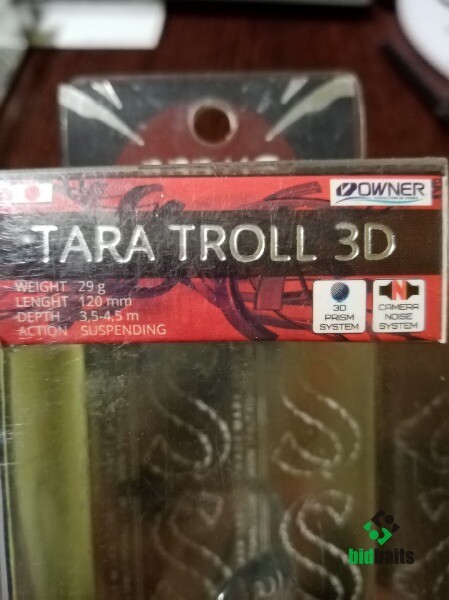 OWNER
TARA TROLL 3D
WEIGHT 29 g
LENGHT 120 mm
DEPTH 3,5-4,5 m
ACTION SUSPENDING
3D
PRISM
SYSTEM
CAMERA
NOISE
SYSTEM
bidbaits